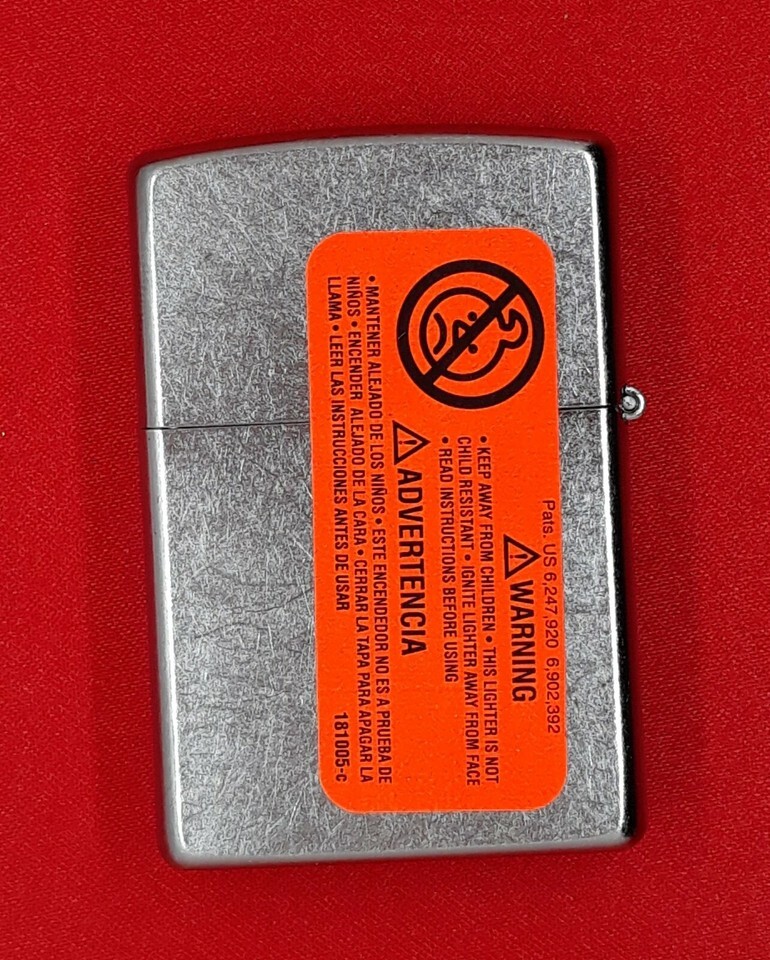 Pats. US 6,247,920 6,902,392
⚠WARNING
• KEEP AWAY FROM CHILDREN • THIS LIGHTER IS NOT
CHILD RESISTANT • IGNITE LIGHTER AWAY FROM FACE
• READ INSTRUCTIONS BEFORE USING
⚠ADVERTENCIA
• MANTENER ALEJADO DE LOS NIÑOS • ESTE ENCENDEDOR NO ES A PRUEBA DE
NIÑOS • ENCENDER ALEJADO DE LA CARA • CERRAR LA TAPA PARA APAGAR LA
LLAMA • LEER LAS INSTRUCCIONES ANTES DE USAR
181005-c